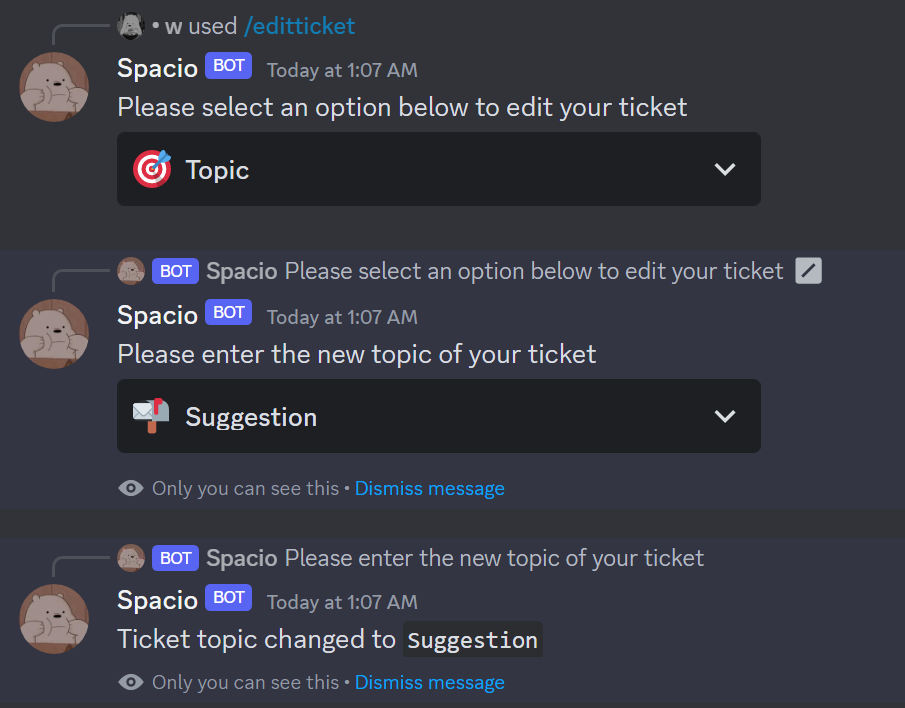 • w used /editticket
Spacio BOT Today at 1:07 AM
Please select an option below to edit your ticket
Topic
BOT Spacio Please select an option below to edit your ticket
Spacio BOT Today at 1:07 AM
Please enter the new topic of your ticket
Suggestion
Only you can see this • Dismiss message
BOT Spacio Please enter the new topic of your ticket
Spacio BOT Today at 1:07 AM
Ticket topic changed to Suggestion
Only you can see this • Dismiss message